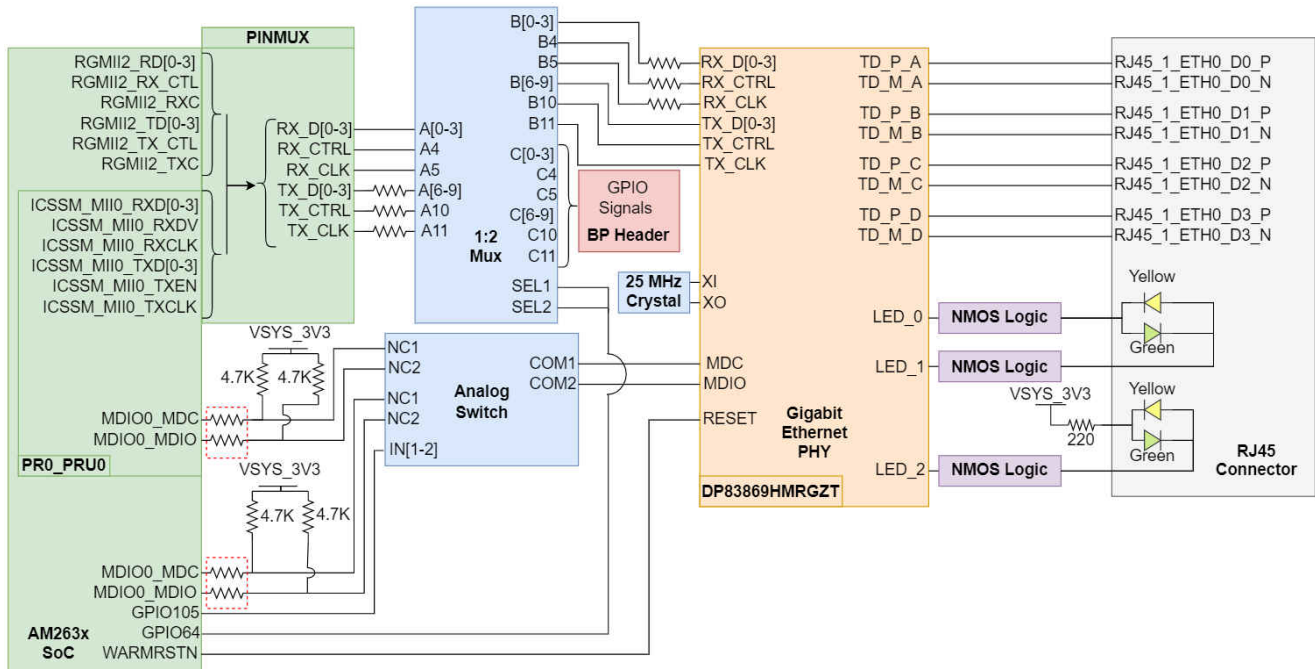 PINMUX
RGMII2_RD[0-3]
RGMII2_RX_CTL
RGMII2_RXC
RGMII2_TD[0-3]
RGMII2_TX_CTL
RGMII2_TXC
ICSSM_MII0_RXD[0-3]
ICSSM_MII0_RXDV
ICSSM_MII0_RXCLK
ICSSM_MII0_TXD[0-3]
ICSSM_MII0_TXEN
ICSSM_MII0_TXCLK
RX_D[0-3]
RX_CTRL
RX_CLK
TX_D[0-3]
TX_CTRL
TX_CLK
MDIO0_MDC
MDIO0_MDIO
PR0_PRU0
MDIO0_MDC
MDIO0_MDIO
GPIO105
GPIO64
WARMRSTN
AM263x
SoC
VSYS_3V3
4.7K
4.7K
VSYS_3V3
4.7K
4.7K
A[0-3]
A4
A5
A[6-9]
A10
A11
1:2
Mux
B[0-3]
B4
B5
B[6-9]
B10
B11
C[0-3]
C4
C5
C[6-9]
C10
C11
SEL1
SEL2
GPIO
Signals
BP Header
25 MHz
Crystal
NC1
NC2
NC1
NC2
IN[1-2]
Analog
Switch
COM1
COM2
RX_D[0-3]
RX_CTRL
RX_CLK
TX_D[0-3]
TX_CTRL
TX_CLK
XI
XO
MDC
MDIO
RESET
Gigabit
Ethernet
PHY
DP83869HMRGZT
TD_P_A
TD_M_A
TD_P_B
TD_M_B
TD_P_C
TD_M_C
TD_P_D
TD_M_D
LED_0
LED_1
LED_2
NMOS Logic
NMOS Logic
VSYS_3V3
220
NMOS Logic
RJ45_1_ETH0_D0_P
RJ45_1_ETH0_D0_N
RJ45_1_ETH0_D1_P
RJ45_1_ETH0_D1_N
RJ45_1_ETH0_D2_P
RJ45_1_ETH0_D2_N
RJ45_1_ETH0_D3_P
RJ45_1_ETH0_D3_N
Yellow
Green
Yellow
Green
RJ45
Connector